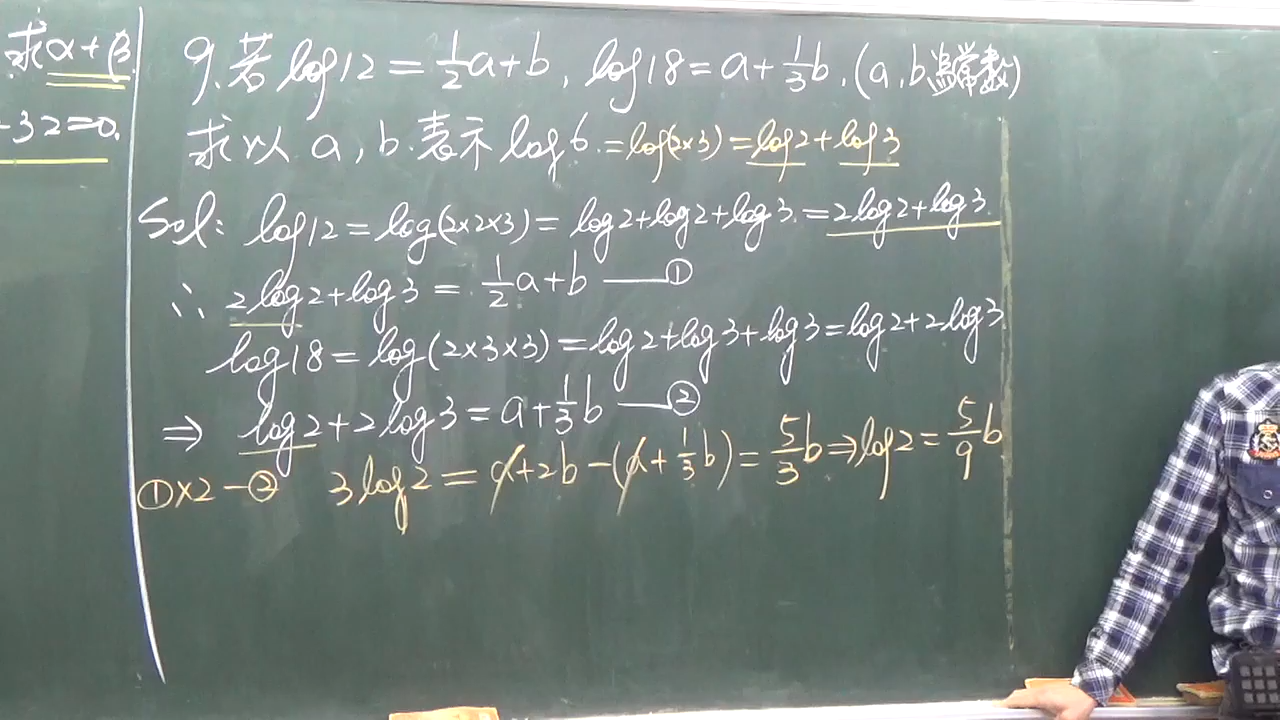 求α+β.
-32=0.
9.若log12=1/2a+b, log18=a+1/3b.(a,b為常數)
求以a,b.表示log6.=log(2×3)=log2+log3
Sol: log12=log(2×2×3)=log2+log2+log3.=2log2+log3
∴ 2log2+log3=1/2a+b —①
log18=log(2×3×3)=log2+log3+log3=log2+2log3
⇒ log2+2log3=a+1/3b —②
①×2-② 3log2=a+2b-(a+1/3b)=5/3b⇒log2=5/9b